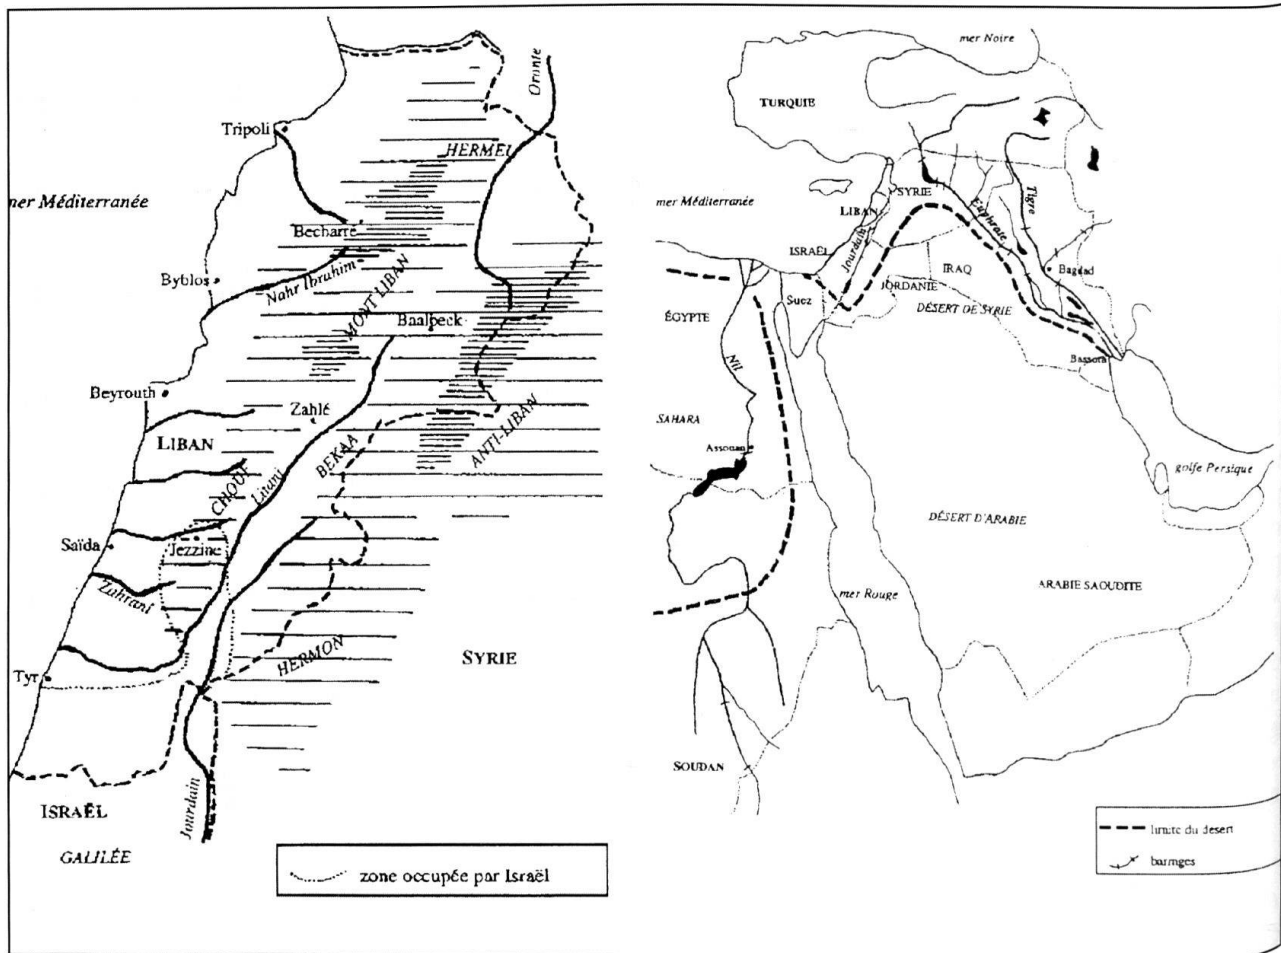 Oronte
Tripoli
HERMEL
mer Méditerranée
Becharré
Byblos
Nahr Ibrahim
MONT LIBAN
Baalbeck
Beyrouth
Zahlé
ANTI-LIBAN
LIBAN
BEKAA
CHOUF
Litani
Saïda
Jezzine
Zahrani
HERMON
SYRIE
Tyr
ISRAËL
Jourdain
GALILÉE
zone occupée par Israël
mer Noire
TURQUIE
SYRIE
Tigre
mer Méditerranée
LIBAN
Euphrate
ISRAËL
Jourdain
IRAQ
Bagdad
JORDANIE
Suez
ÉGYPTE
DÉSERT DE SYRIE
Nil
Bassora
SAHARA
Assouan
golfe Persique
DÉSERT D'ARABIE
ARABIE SAOUDITE
mer Rouge
SOUDAN
limite du desert
barrages